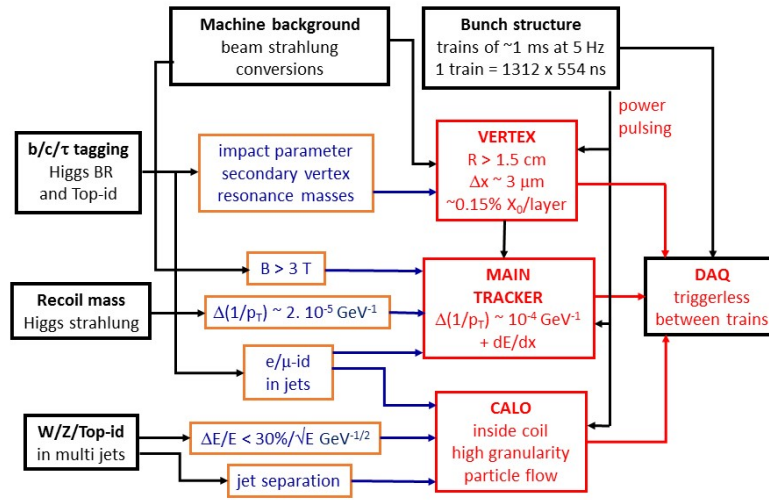 Machine background
beam strahlung
conversions
Bunch structure
trains of ~1 ms at 5 Hz
1 train = 1312 x 554 ns
power
pulsing
b/c/τ tagging
Higgs BR
and Top-id
impact parameter
secondary vertex
resonance masses
VERTEX
R > 1.5 cm
Δx ~ 3 μm
~0.15% X₀/layer
B > 3 T
MAIN
TRACKER
Δ(1/p_T) ~ 10⁻⁴ GeV⁻¹
+ dE/dx
DAQ
triggerless
between trains
Recoil mass
Higgs strahlung
Δ(1/p_T) ~ 2. 10⁻⁵ GeV⁻¹
e/μ-id
in jets
CALO
inside coil
high granularity
particle flow
W/Z/Top-id
in multi jets
ΔE/E < 30%/√E GeV⁻¹/²
jet separation